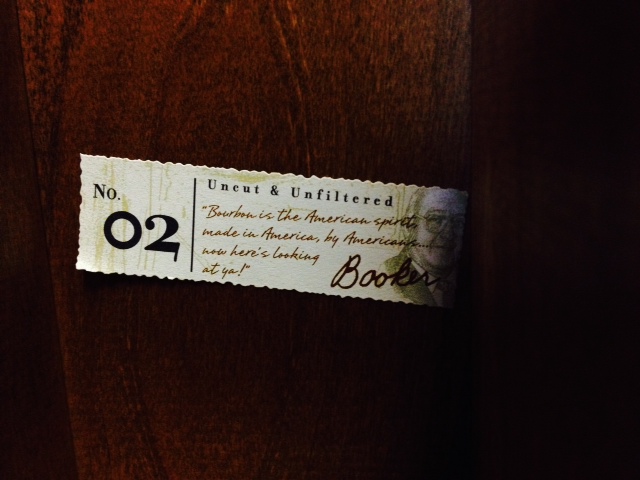 No.
02
Uncut & Unfiltered
"Bourbon is the American spirit,
made in America, by Americans....
now here's looking
at ya!"
Booker